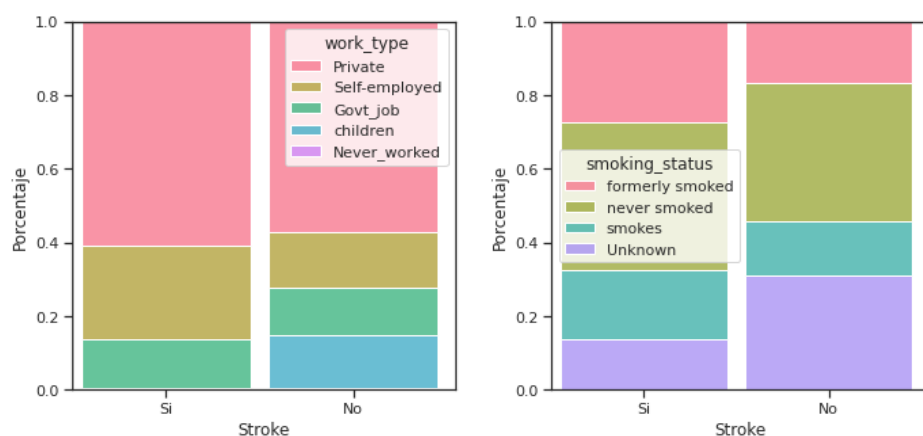 1.0
0.8
0.6
0.4
0.2
0.0
Porcentaje
work_type
Private
Self-employed
Govt_job
children
Never_worked
Si
No
Stroke
1.0
0.8
0.6
0.4
0.2
0.0
Porcentaje
smoking_status
formerly smoked
never smoked
smokes
Unknown
Si
No
Stroke